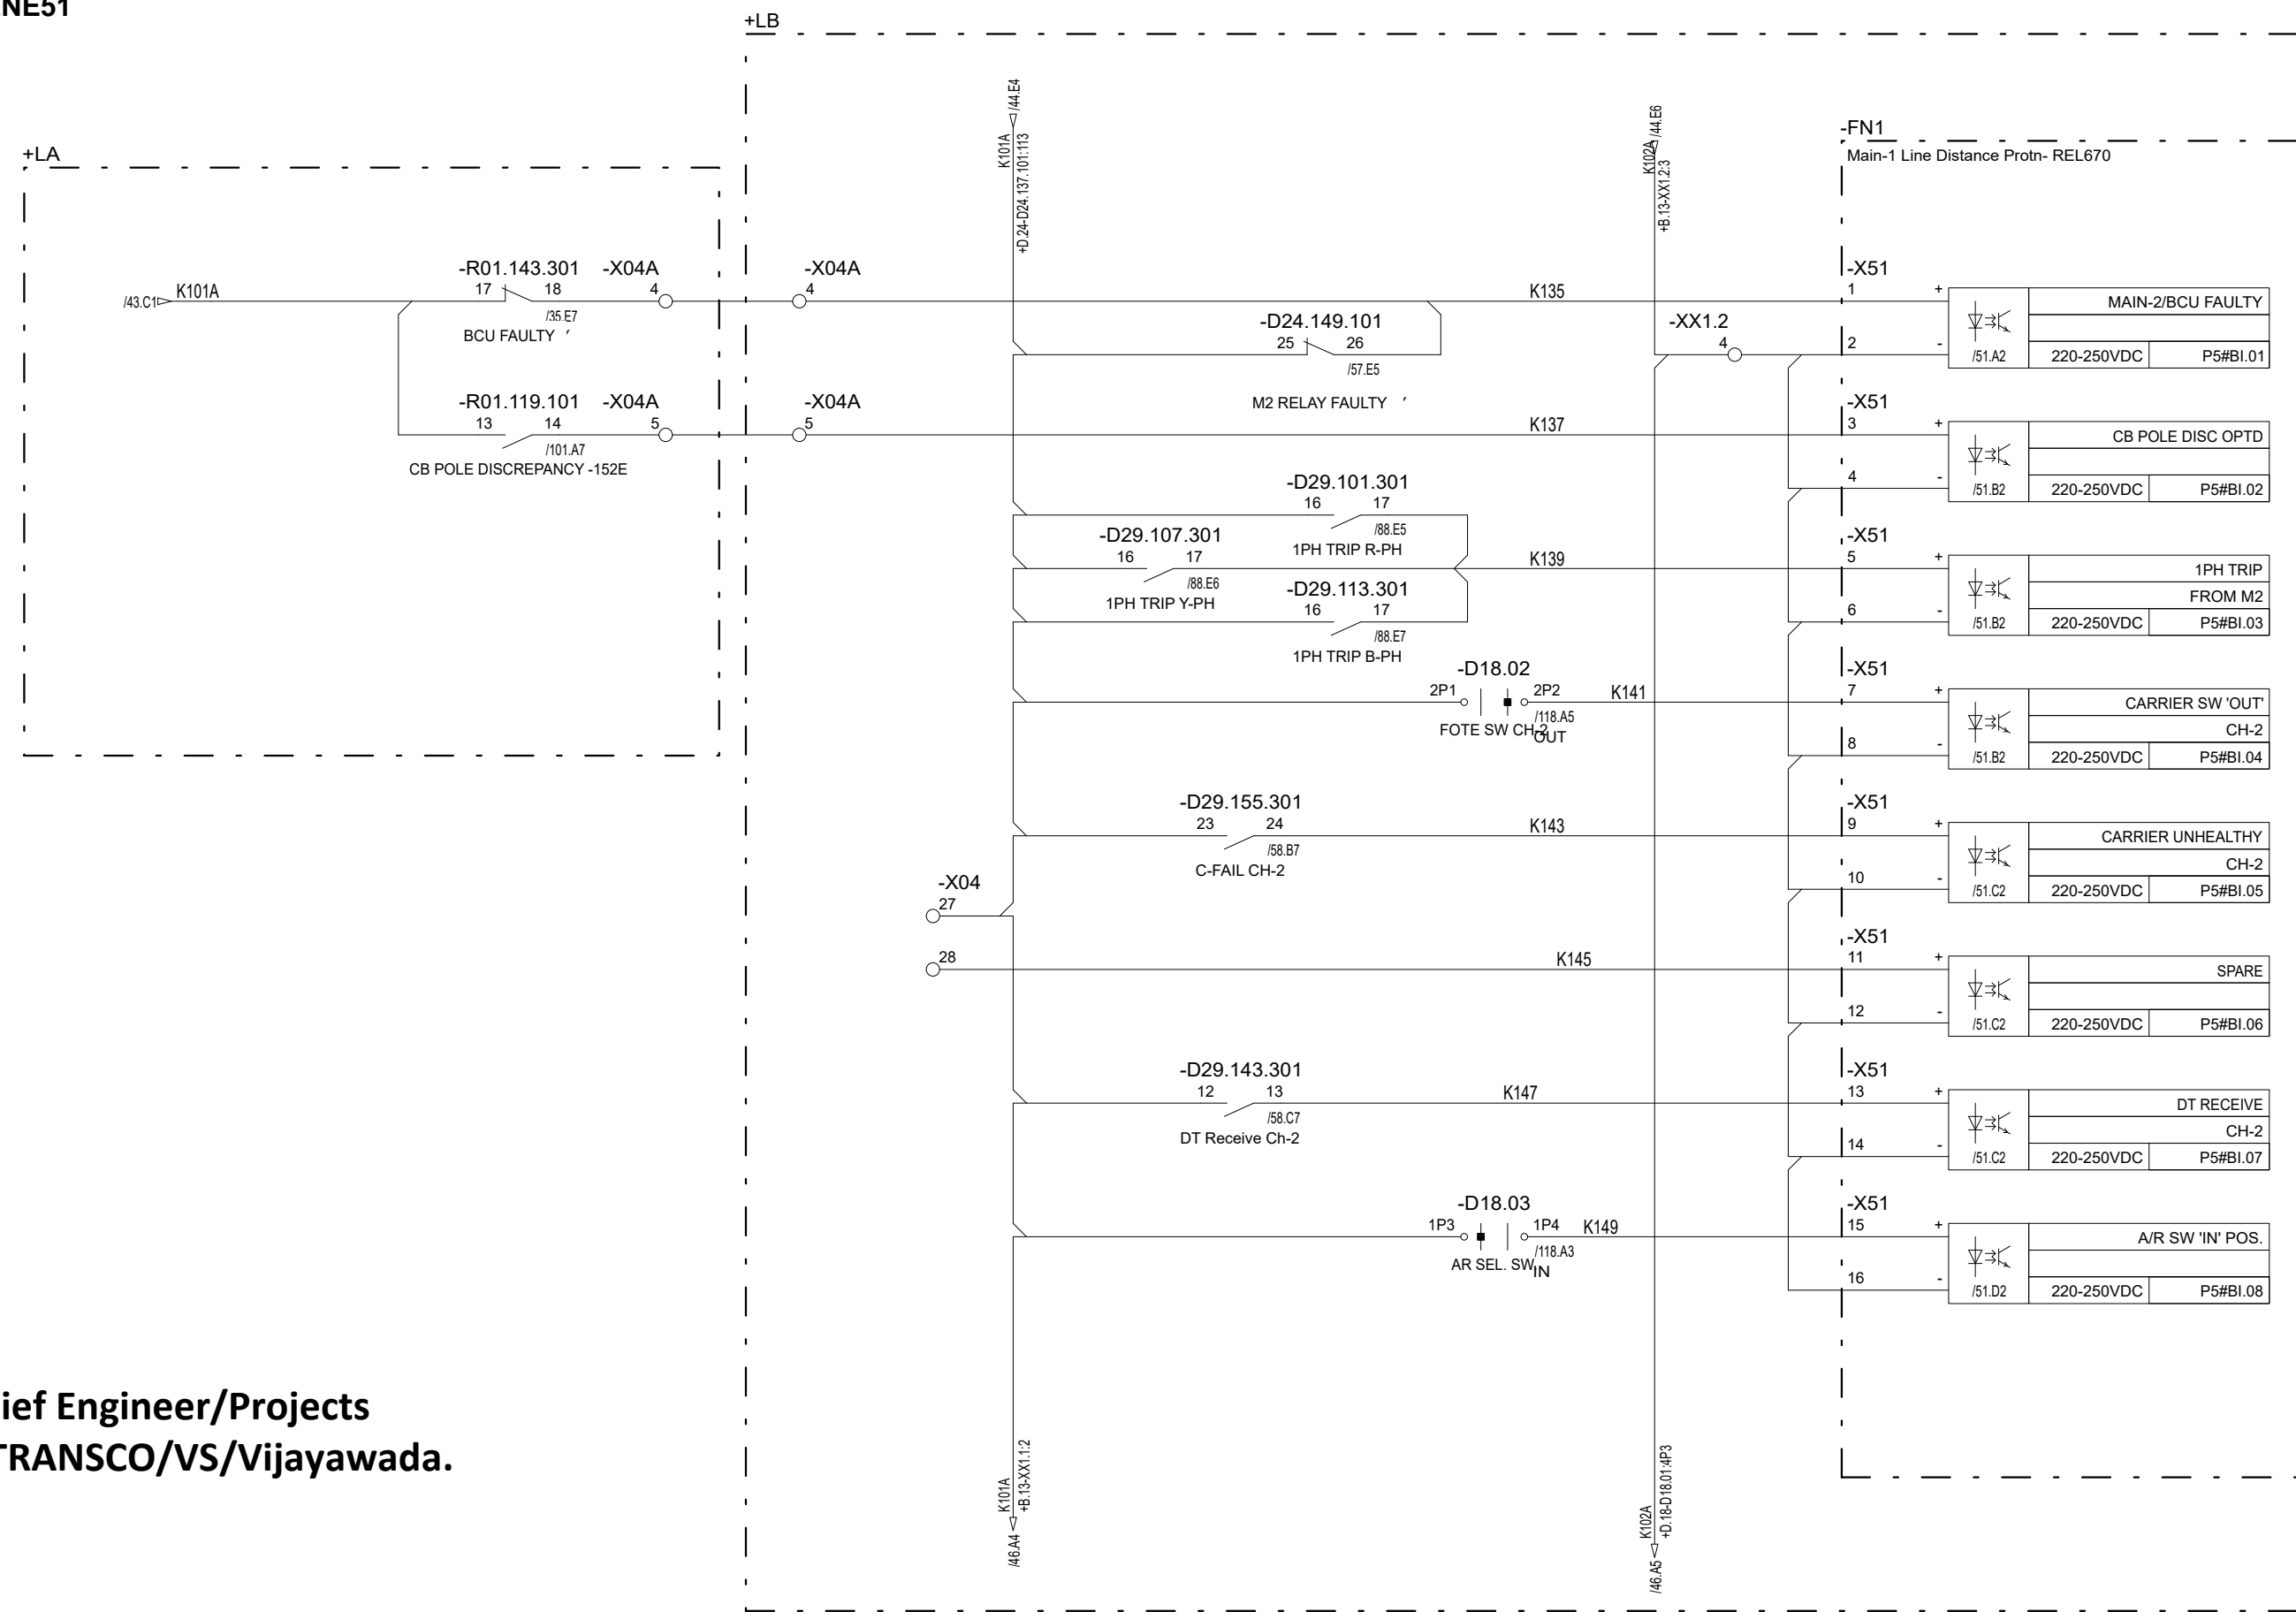 NE51
+LB
+LA
/44.E4
K101A
+D.24-D24.137.101:113
/44.E6
K102A
+B.13-XX1.2:3
-FN1
Main-1 Line Distance Protn- REL670
/43.C1 K101A
-R01.143.301 -X04A -X04A
17 18 4 4
/35.E7
BCU FAULTY
K135
-D24.149.101
25 26
/57.E5
M2 RELAY FAULTY
-XX1.2
4
-X51
1 +
2 -
MAIN-2/BCU FAULTY
/51.A2 220-250VDC P5#BI.01
-R01.119.101 -X04A -X04A
13 14 5 5
/101.A7
CB POLE DISCREPANCY -152E
K137
-X51
3 +
4 -
CB POLE DISC OPTD
/51.B2 220-250VDC P5#BI.02
-D29.101.301
16 17
/88.E5
1PH TRIP R-PH
-D29.107.301
16 17
/88.E6
1PH TRIP Y-PH
K139
-D29.113.301
16 17
/88.E7
1PH TRIP B-PH
-X51
5 +
6 -
1PH TRIP
FROM M2
/51.B2 220-250VDC P5#BI.03
-D18.02
2P1 2P2 K141
/118.A5
FOTE SW CH-2
OUT
-X51
7 +
8 -
CARRIER SW 'OUT'
CH-2
/51.B2 220-250VDC P5#BI.04
-D29.155.301
23 24
/58.B7
C-FAIL CH-2
K143
-X51
9 +
10 -
CARRIER UNHEALTHY
CH-2
/51.C2 220-250VDC P5#BI.05
-X04
27
28
K145
-X51
11 +
12 -
SPARE
/51.C2 220-250VDC P5#BI.06
-D29.143.301
12 13
/58.C7
DT Receive Ch-2
K147
-X51
13 +
14 -
DT RECEIVE
CH-2
/51.C2 220-250VDC P5#BI.07
-D18.03
1P3 1P4 K149
/118.A3
AR SEL. SW.
IN
-X51
15 +
16 -
A/R SW 'IN' POS.
/51.D2 220-250VDC P5#BI.08
ief Engineer/Projects
TRANSCO/VS/Vijayawada.
K101A
+B.13-XX1.1:2
/46.A4
K102A
+D.18-D18.01:4P3
/46.A5